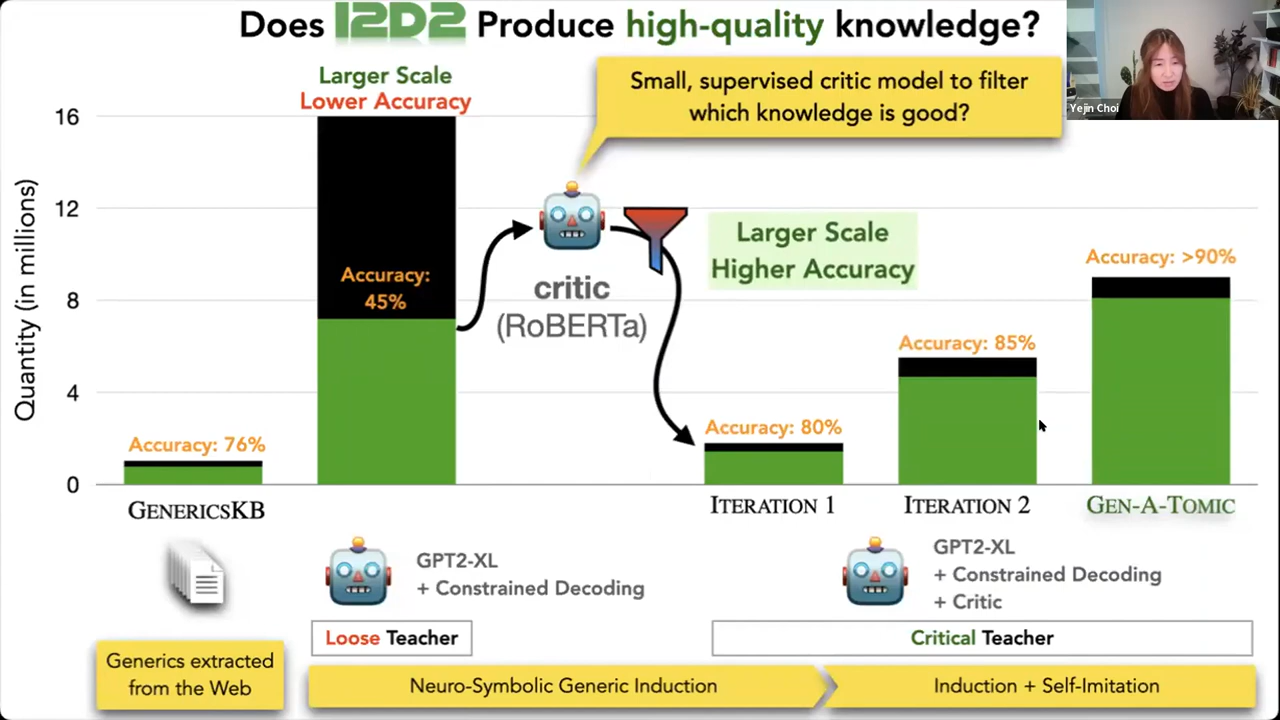 Does I2D2 Produce high-quality knowledge?
Larger Scale
Lower Accuracy
Small, supervised critic model to filter
which knowledge is good?
Yejin Choi
Quantity (in millions)
16
12
8
4
0
Accuracy: 76%
Accuracy:
45%
critic
(RoBERTa)
Larger Scale
Higher Accuracy
Accuracy: 80%
Accuracy: 85%
Accuracy: >90%
GENERICSKB
ITERATION 1
ITERATION 2
GEN-A-TOMIC
GPT2-XL
+ Constrained Decoding
GPT2-XL
+ Constrained Decoding
+ Critic
Loose Teacher
Critical Teacher
Generics extracted
from the Web
Neuro-Symbolic Generic Induction
Induction + Self-Imitation